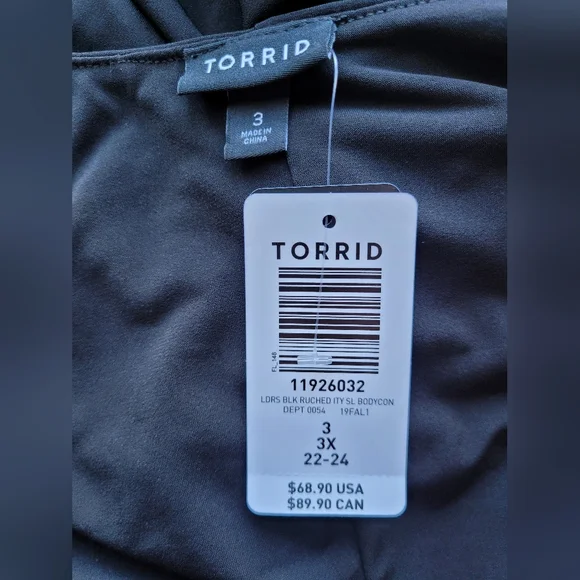 TORRID
3
MADE IN
CHINA
TORRID
FL_148
11926032
LDRS BLK RUCHED ITY SL BODYCON
DEPT 0054 19FAL1
3
3X
22-24
$68.90 USA
$89.90 CAN